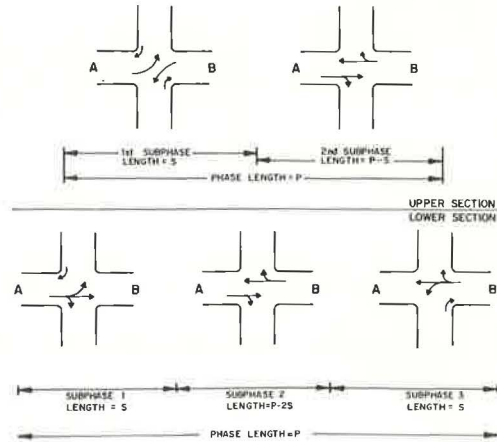 A B
A B
1st SUBPHASE
LENGTH = S
2nd SUBPHASE
LENGTH = P-S
PHASE LENGTH = P
UPPER SECTION
LOWER SECTION
A B
A B
A B
SUBPHASE 1
LENGTH = S
SUBPHASE 2
LENGTH=P-2S
SUBPHASE 3
LENGTH = S
PHASE LENGTH = P